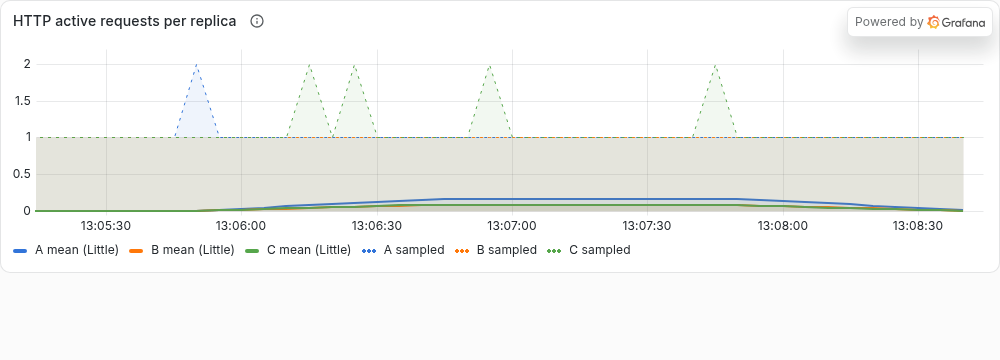 HTTP active requests per replica
Powered by Grafana
2
1.5
1
0.5
0
13:05:30 13:06:00 13:06:30 13:07:00 13:07:30 13:08:00 13:08:30
A mean (Little) B mean (Little) C mean (Little) A sampled B sampled C sampled